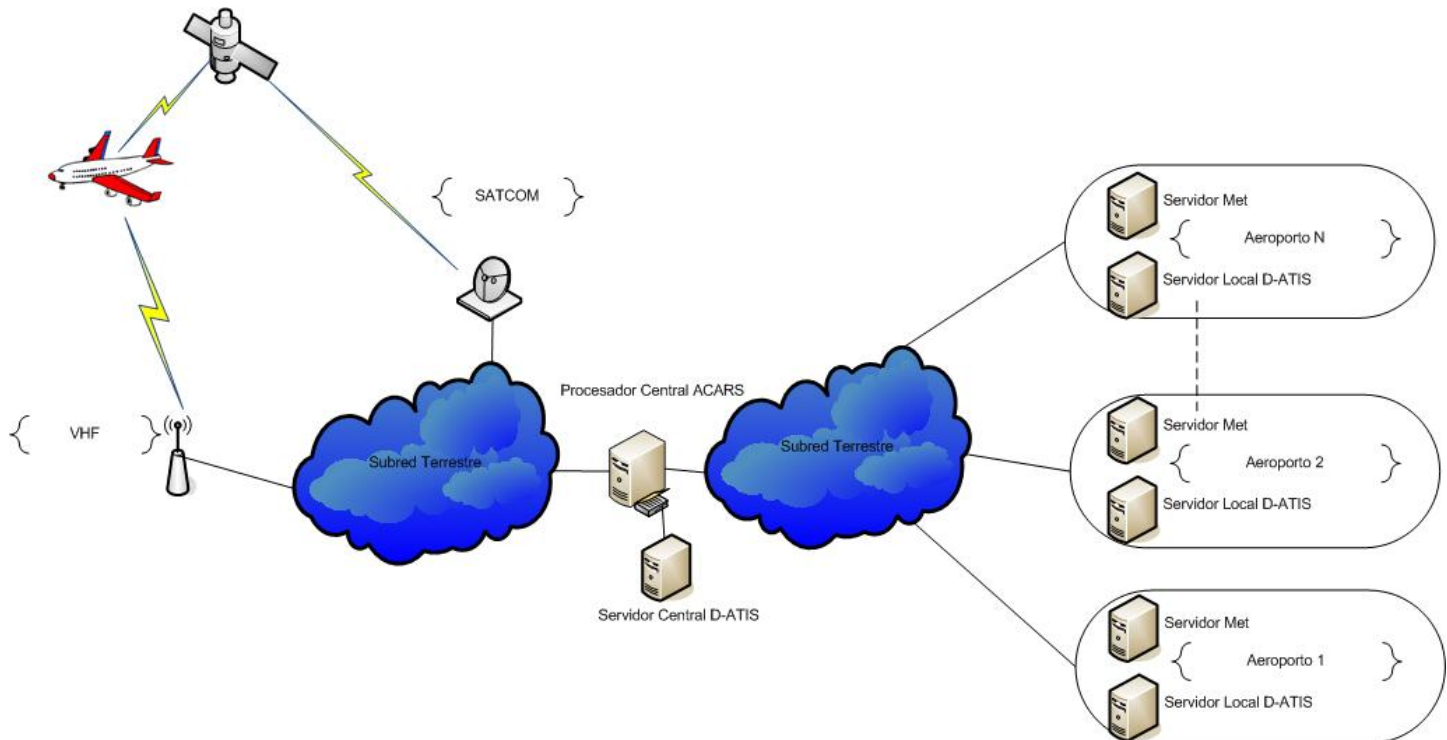 SATCOM
VHF
Subred Terrestre
Procesador Central ACARS
Servidor Central D-ATIS
Subred Terrestre
Servidor Met
Aeroporto N
Servidor Local D-ATIS
Servidor Met
Aeroporto 2
Servidor Local D-ATIS
Servidor Met
Aeroporto 1
Servidor Local D-ATIS